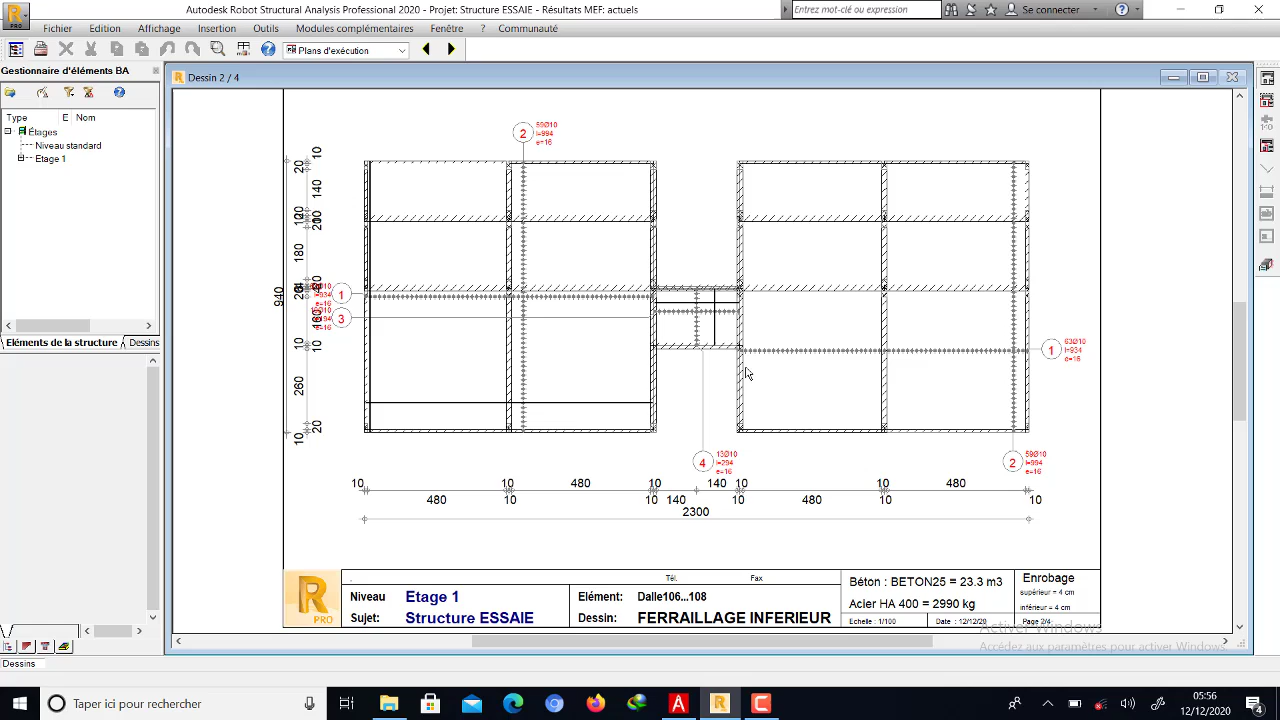 Autodesk Robot Structural Analysis Professional 2020 - Projet: Structure ESSAIE - Résultats MEF: actuels
Entrez mot-clé ou expression
Se connecter
PRO
Fichier Edition Affichage Insertion Outils Modules complémentaires Fenêtre ? Communauté
Plans d'exécution
Gestionnaire d'éléments BA
Dessin 2 / 4
Type E Nom
Étages
Niveau standard
Etage 1
Eléments de la structure Dessins
2
59Ø10
l=994
e=16
10
20
140
180
940
1
l=934
e=16
3
e=16
10
10
260
20
10
1
63Ø10
l=934
e=16
4
13Ø10
l=294
e=16
2
59Ø10
l=994
e=16
10 10 480 10 140 10 10 480
480 10 10 140 10 480 10 10
2300
Tél. Fax
Niveau Etage 1 Elément: Dalle106...108
Sujet: Structure ESSAIE Dessin: FERRAILLAGE INFERIEUR
PRO
Béton : BETON25 = 23.3 m3
Acier HA 400 = 2990 kg
Enrobage
supérieur = 4 cm
inférieur = 4 cm
Echelle : 1/100 Date : 12/12/20 Page 2/4
Activer Windows
Accédez aux paramètres pour activer Windows.
Dessins
Taper ici pour rechercher
05:56
12/12/2020
4